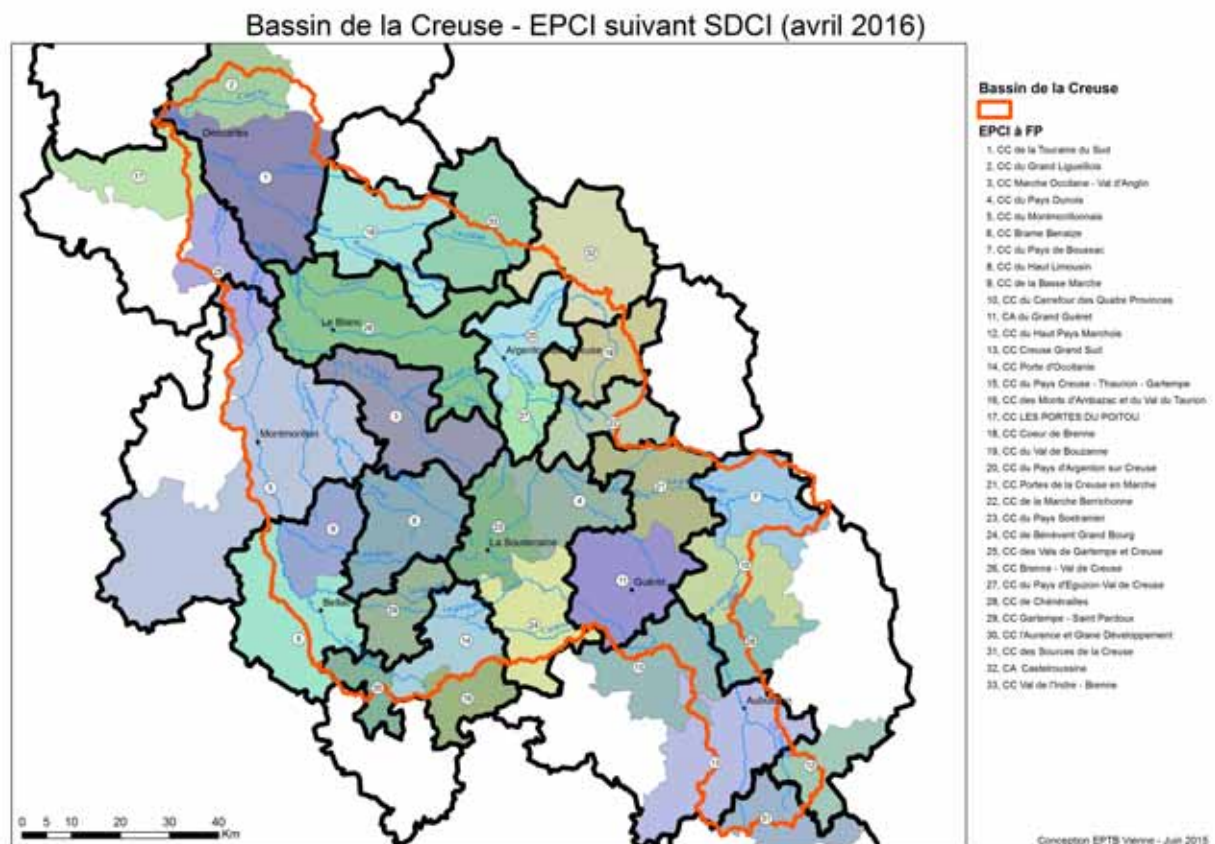 Bassin de la Creuse - EPCI suivant SDCI (avril 2016)
Bassin de la Creuse
EPCI à FP
1, CC de la Touraine du Sud
2, CC du Grand Ligueillois
3, CC Marche Occitane - Val d'Anglin
4, CC du Pays Dunois
5, CC du Montmorillonnais
6, CC Brame Benaize
7, CC du Pays de Boussac
8, CC du Haut Limousin
9, CC de la Basse Marche
10, CC du Carrefour des Quatre Provinces
11, CA du Grand Guéret
12, CC du Haut Pays Marchois
13, CC Creuse Grand Sud
14, CC Porte d'Occitanie
15, CC du Pays Creuse - Thaurion - Gartempe
16, CC des Monts d'Ambazac et du Val du Taurion
17, CC LES PORTES DU POITOU
18, CC Coeur de Brenne
19, CC du Val de Bouzanne
20, CC du Pays d'Argenton sur Creuse
21, CC Portes de la Creuse en Marche
22, CC de la Marche Berrichonne
23, CC du Pays Sostranien
24, CC de Bénévent Grand Bourg
25, CC des Vals de Gartempe et Creuse
26, CC Brenne - Val de Creuse
27, CC du Pays d'Eguzon-Val de Creuse
28, CC de Chénérailles
29, CC Gartempe - Saint Pardoux
30, CC l'Aurence et Glane Développement
31, CC des Sources de la Creuse
32, CA Castelroussine
33, CC Val de l'Indre - Brenne
Descartes
Le Blanc
Montmorillon
La Souterraine
Guéret
Bellac
0 5 10 20 30 40
Km
Conception EPTB Vienne - Juin 2015